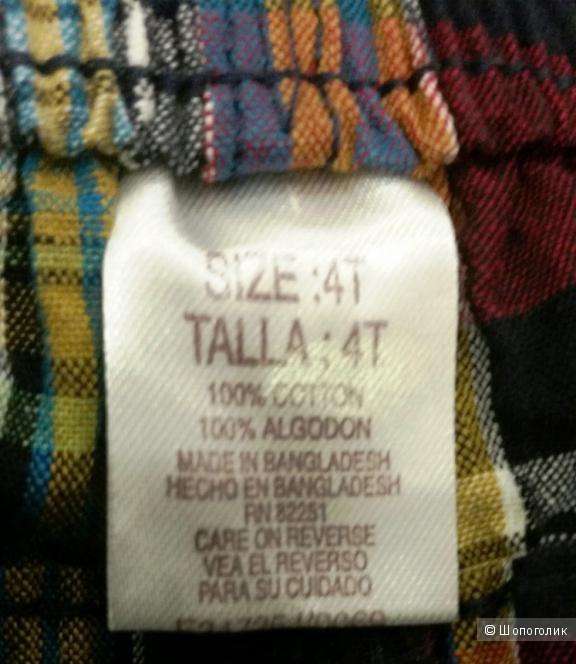 SIZE :4T
TALLA : 4T
100% COTTON
100% ALGODON
MADE IN BANGLADESH
HECHO EN BANGLADESH
RN 82251
CARE ON REVERSE
VEA EL REVERSO
PARA SU CUIDADO
© Шопоголик